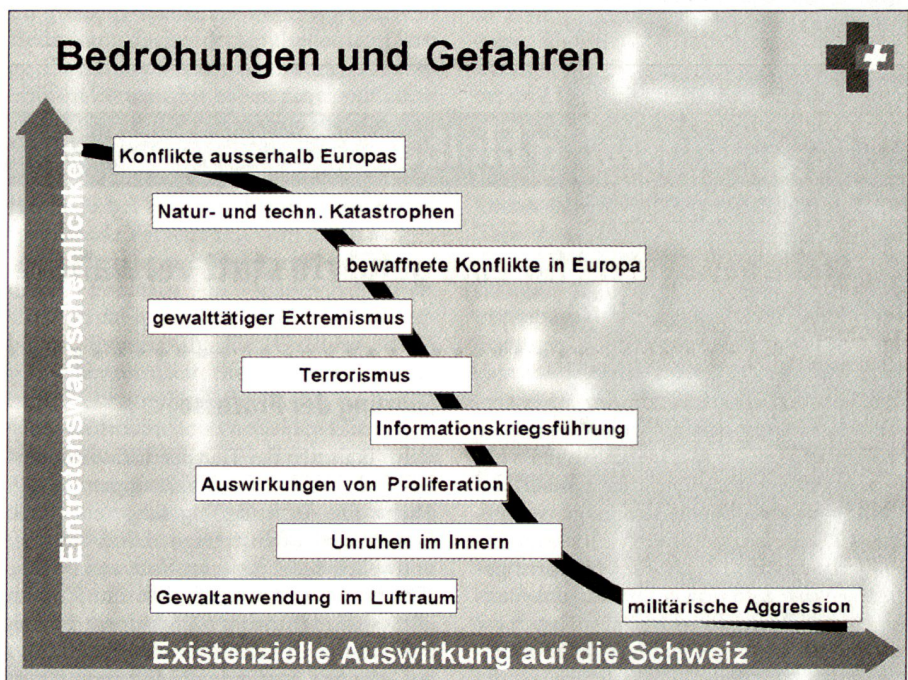 Bedrohungen und Gefahren
Eintretenswahrscheinlichkeit
Konflikte ausserhalb Europas
Natur- und techn. Katastrophen
bewaffnete Konflikte in Europa
gewalttätiger Extremismus
Terrorismus
Informationskriegsführung
Auswirkungen von Proliferation
Unruhen im Innern
Gewaltanwendung im Luftraum
militärische Aggression
Existenzielle Auswirkung auf die Schweiz